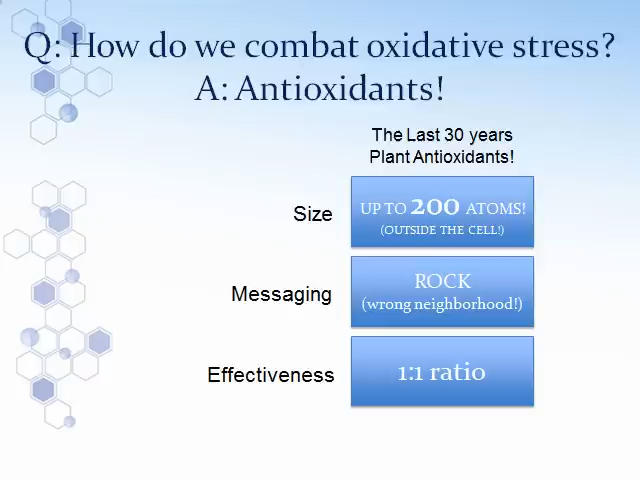 Q: How do we combat oxidative stress?
A: Antioxidants!
The Last 30 years
Plant Antioxidants!
Size
UP TO 200 ATOMS!
(OUTSIDE THE CELL!)
Messaging
ROCK
(wrong neighborhood!)
Effectiveness
1:1 ratio